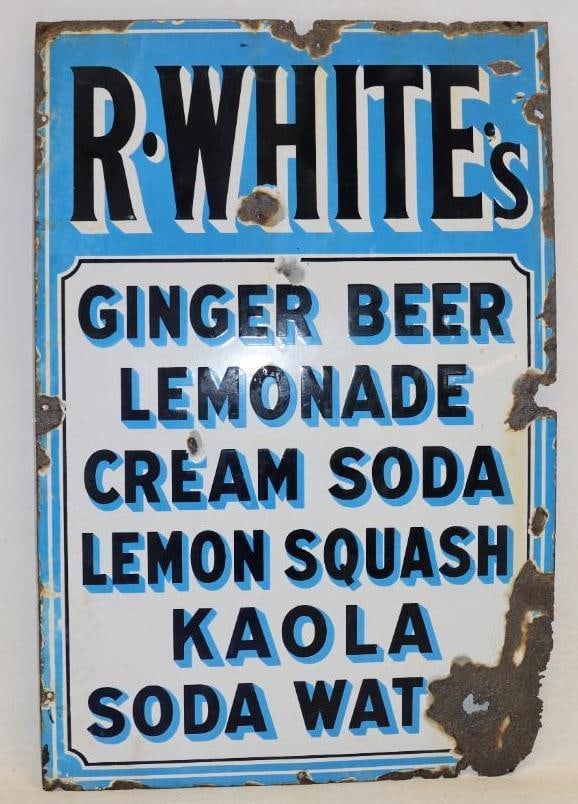 R·WHITE's
GINGER BEER
LEMONADE
CREAM SODA
LEMON SQUASH
KAOLA
SODA WAT